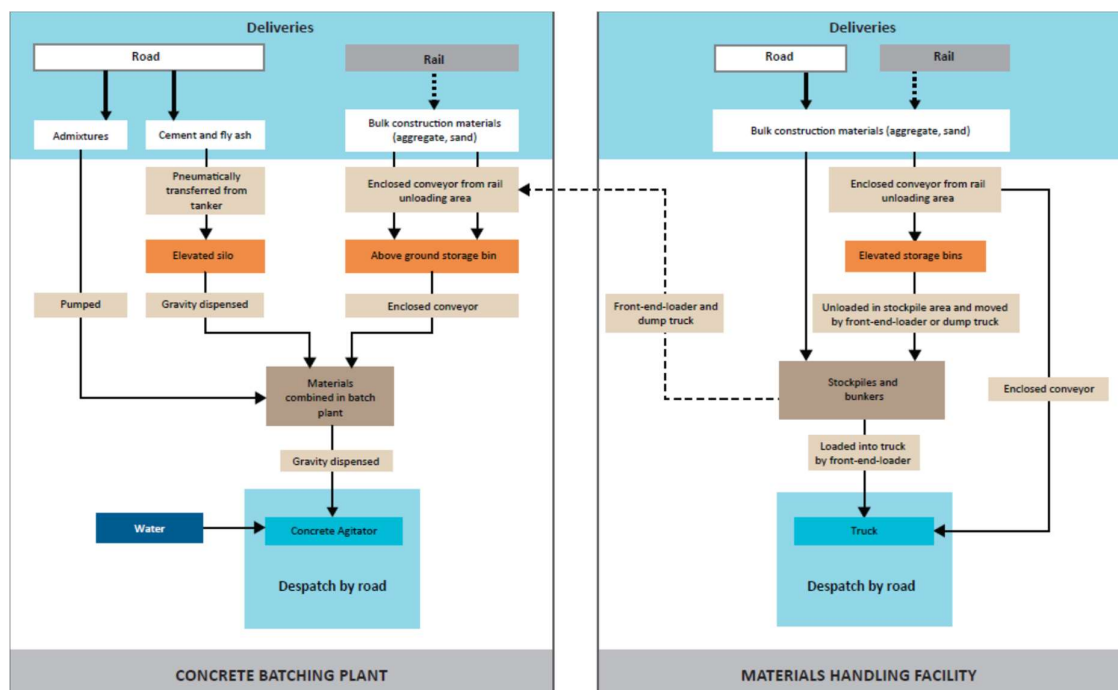 Deliveries
Road
Rail
Admixtures
Cement and fly ash
Bulk construction materials
(aggregate, sand)
Pneumatically
transferred from
tanker
Enclosed conveyor from rail
unloading area
Elevated silo
Above ground storage bin
Pumped
Gravity dispensed
Enclosed conveyor
Materials
combined in batch
plant
Gravity dispensed
Water
Concrete Agitator
Despatch by road
CONCRETE BATCHING PLANT
Front-end-loader and
dump truck
Deliveries
Road
Rail
Bulk construction materials (aggregate, sand)
Enclosed conveyor from rail
unloading area
Elevated storage bins
Unloaded in stockpile area and moved
by front-end-loader or dump truck
Stockpiles and
bunkers
Enclosed conveyor
Loaded into truck
by front-end-loader
Truck
Despatch by road
MATERIALS HANDLING FACILITY